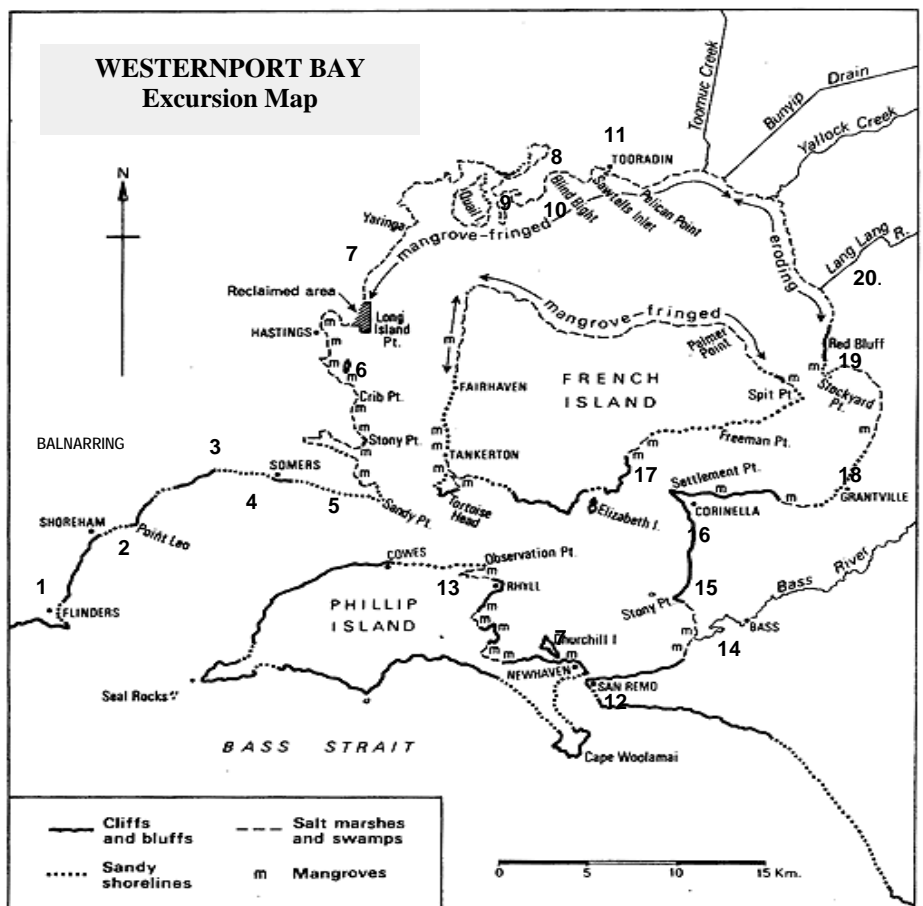 WESTERNPORT BAY
Excursion Map
N
Toomuc Creek
Bunyip
Drain
Yallock Creek
11
TOORADIN
8
Quail I
9
10
Blind Bight
Sawtells Inlet
Pelican Point
Yaringa
mangrove-fringed
eroding
Lang Lang R.
20.
7
Reclaimed area
Long
Island
Pt.
HASTINGS
m
m
m
6
m
Crib Pt.
m
m
Stony Pt.
m
m
Sandy Pt.
mangrove-fringed
m
Palmer
Point
Red Bluff
19
m
Stockyard
Pt.
Spit Pt.
m
FAIRHAVEN
FRENCH
ISLAND
Freeman Pt.
m
m
17
m
TANKERTON
m
m
m
Tortoise
Head
Elizabeth I.
Settlement Pt.
m
18
GRANTVILLE
m
CORINELLA
16
BALNARRING
3
SOMERS
4
5
SHOREHAM
2
Point Leo
1
FLINDERS
COWES
Observation Pt.
m
13
RHYLL
PHILLIP
ISLAND
m
m
m
m
m
Stony Pt.
15
Bass River
BASS
m
14
m
7
Churchill I
m
NEWHAVEN
SAN REMO
12
Seal Rocks
BASS STRAIT
Cape Woolamai
Cliffs
and bluffs
Salt marshes
and swamps
Sandy
shorelines
m Mangroves
0 5 10 15 Km.